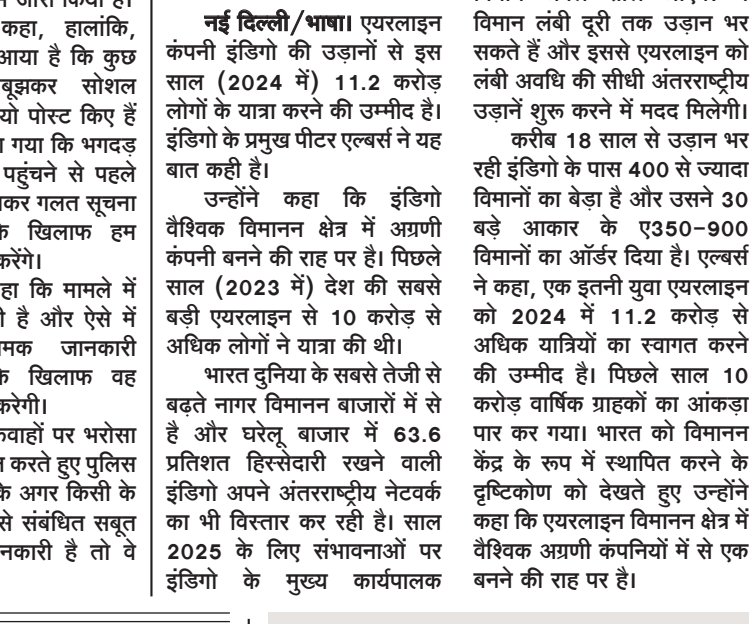 कहा, हालांकि,
आया है कि कुछ
बूझकर सोशल
यो पोस्ट किए हैं
गया कि भगदड़
पहुंचने से पहले
कर गलत सूचना
खिलाफ हम
करेंगे।
हा कि मामले में
है और ऐसे में
मक जानकारी
खिलाफ वह
करेगी।
वाहों पर भरोसा
करते हुए पुलिस
के अगर किसी के
से संबंधित सबूत
नकारी है तो वे
नई दिल्ली/भाषा। एयरलाइन
कंपनी इंडिगो की उड़ानों से इस
साल (2024 में) 11.2 करोड़
लोगों के यात्रा करने की उम्मीद है।
इंडिगो के प्रमुख पीटर एल्बर्स ने यह
बात कही है।
उन्होंने कहा कि इंडिगो
वैश्विक विमानन क्षेत्र में अग्रणी
कंपनी बनने की राह पर है। पिछले
साल (2023 में) देश की सबसे
बड़ी एयरलाइन से 10 करोड़ से
अधिक लोगों ने यात्रा की थी।
भारत दुनिया के सबसे तेजी से
बढ़ते नागर विमानन बाजारों में से
है और घरेलू बाजार में 63.6
प्रतिशत हिस्सेदारी रखने वाली
इंडिगो अपने अंतरराष्ट्रीय नेटवर्क
का भी विस्तार कर रही है। साल
2025 के लिए संभावनाओं पर
इंडिगो के मुख्य कार्यपालक
विमान लंबी दूरी तक उड़ान भर
सकते हैं और इससे एयरलाइन को
लंबी अवधि की सीधी अंतरराष्ट्रीय
उड़ानें शुरू करने में मदद मिलेगी।
करीब 18 साल से उड़ान भर
रही इंडिगो के पास 400 से ज्यादा
विमानों का बेड़ा है और उसने 30
बड़े आकार के ए350-900
विमानों का ऑर्डर दिया है। एल्बर्स
ने कहा, एक इतनी युवा एयरलाइन
को 2024 में 11.2 करोड़ से
अधिक यात्रियों का स्वागत करने
की उम्मीद है। पिछले साल 10
करोड़ वार्षिक ग्राहकों का आंकड़ा
पार कर गया। भारत को विमानन
केंद्र के रूप में स्थापित करने के
दृष्टिकोण को देखते हुए उन्होंने
कहा कि एयरलाइन विमानन क्षेत्र में
वैश्विक अग्रणी कंपनियों में से एक
बनने की राह पर है।